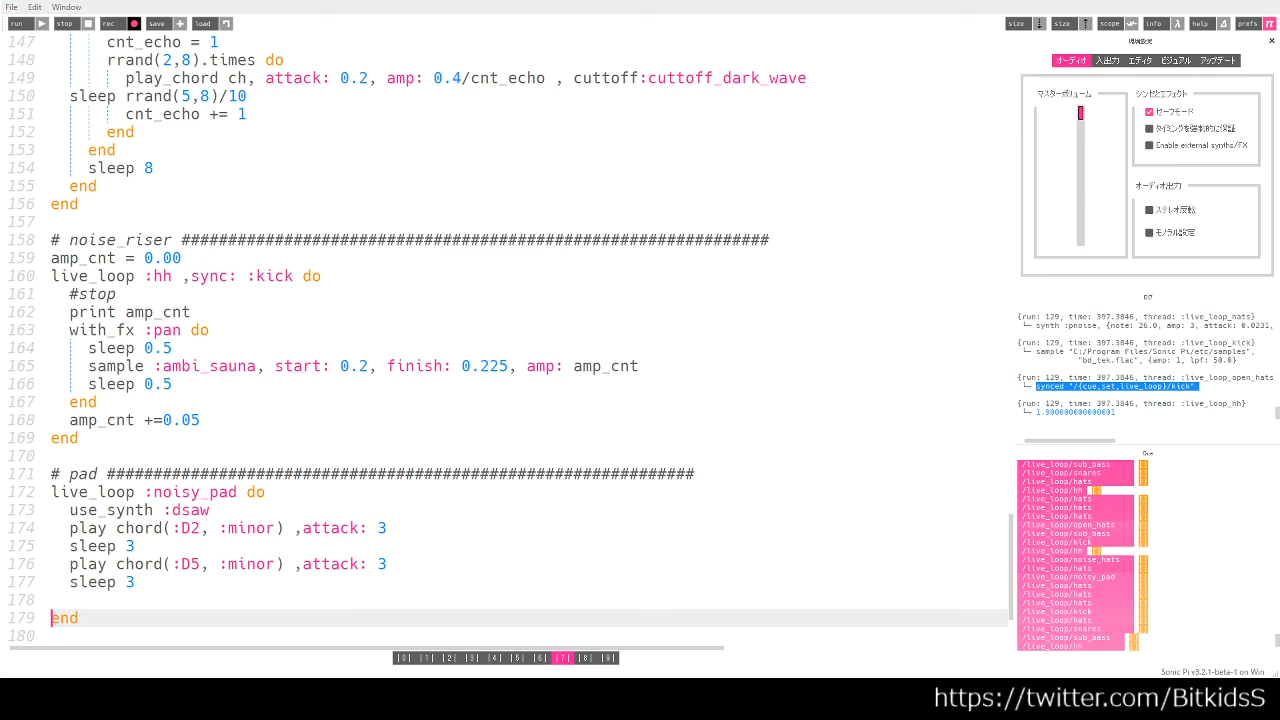 File Edit Window
run stop rec save load size size scope info help prefs
147 cnt_echo = 1
148 rrand(2,8).times do
149 play_chord ch, attack: 0.2, amp: 0.4/cnt_echo , cuttoff:cuttoff_dark_wave
150 sleep rrand(5,8)/10
151 cnt_echo += 1
152 end
153 end
154 sleep 8
155 end
156 end
157
158 # noise_riser ###############################################################
159 amp_cnt = 0.00
160 live_loop :hh ,sync: :kick do
161 #stop
162 print amp_cnt
163 with_fx :pan do
164 sleep 0.5
165 sample :ambi_sauna, start: 0.2, finish: 0.225, amp: amp_cnt
166 sleep 0.5
167 end
168 amp_cnt +=0.05
169 end
170
171 # pad ###############################################################
172 live_loop :noisy_pad do
173 use_synth :dsaw
174 play chord(:D2, :minor) ,attack: 3
175 sleep 3
176 play chord(:D5, :minor) ,attack: 3
177 sleep 3
178
179 end
180
|0| |1| |2| |3| |4| |5| |6| |7| |8| |9|
環境設定
オーディオ 入出力 エディタ ビジュアル アップデート
マスターボリューム
シンセとエフェクト
セーフモード
タイミングを強制的に保証
Enable external synths/FX
オーディオ出力
ステレオ反転
モノラル設定
ログ
{run: 129, time: 397.3846, thread: :live_loop_hats}
└─ synth :pnoise, {note: 26.0, amp: 3, attack: 0.0231,
{run: 129, time: 397.3846, thread: :live_loop_kick}
└─ sample "C:/Program Files/Sonic Pi/etc/samples",
"bd_tek.flac", {amp: 1, lpf: 50.0}
{run: 129, time: 397.3846, thread: :live_loop_open_hats
└─ synced "/{cue,set,live_loop}/kick"
{run: 129, time: 397.3846, thread: :live_loop_hh}
└─ 1.900000000000001
Cue
/live_loop/sub_bass []
/live_loop/snares []
/live_loop/hats []
/live_loop/hh []
/live_loop/hats []
/live_loop/hats []
/live_loop/hats []
/live_loop/open_hats []
/live_loop/sub_bass []
/live_loop/kick []
/live_loop/hh []
/live_loop/noise_hats []
/live_loop/hats []
/live_loop/noisy_pad []
/live_loop/hats []
/live_loop/hats []
/live_loop/hats []
/live_loop/kick []
/live_loop/hats []
/live_loop/snares []
/live_loop/sub_bass []
/live_loop/hh []
Sonic Pi v3.2.1-beta-1 on Win
https://twitter.com/BitkidsS